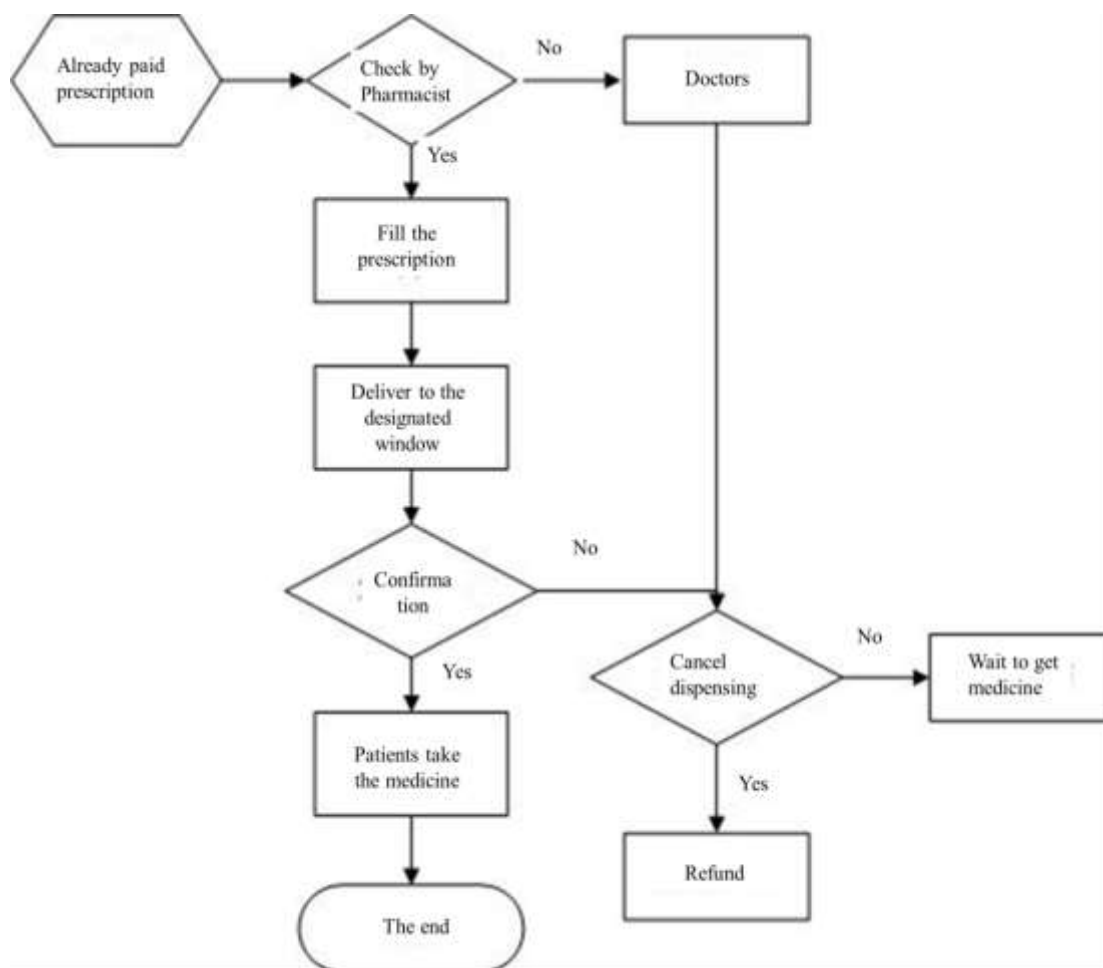 Already paid
prescription
Check by
Pharmacist
No
Doctors
Yes
Fill the
prescription
Deliver to the
designated
window
Confirma
tion
No
Yes
Cancel
dispensing
No
Wait to get
medicine
Patients take
the medicine
Yes
Refund
The end